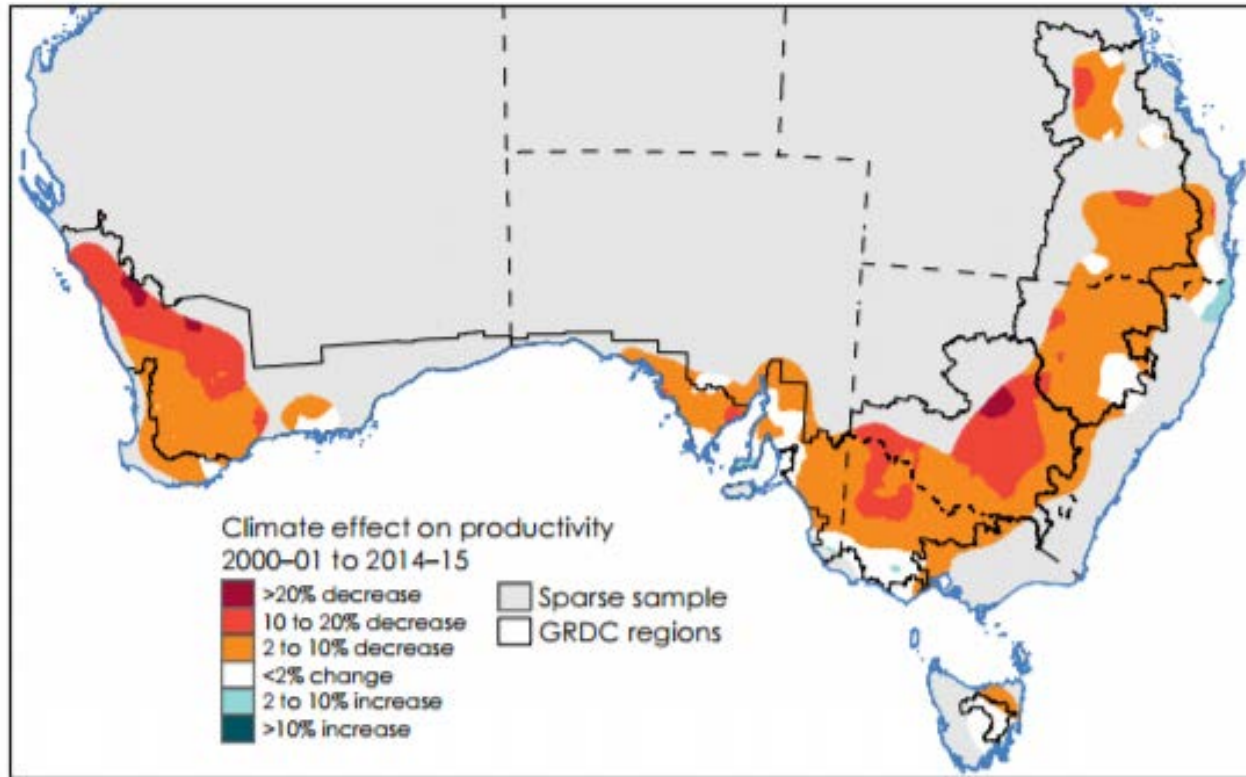 Climate effect on productivity
2000–01 to 2014–15
>20% decrease
10 to 20% decrease
2 to 10% decrease
<2% change
2 to 10% increase
>10% increase
Sparse sample
GRDC regions